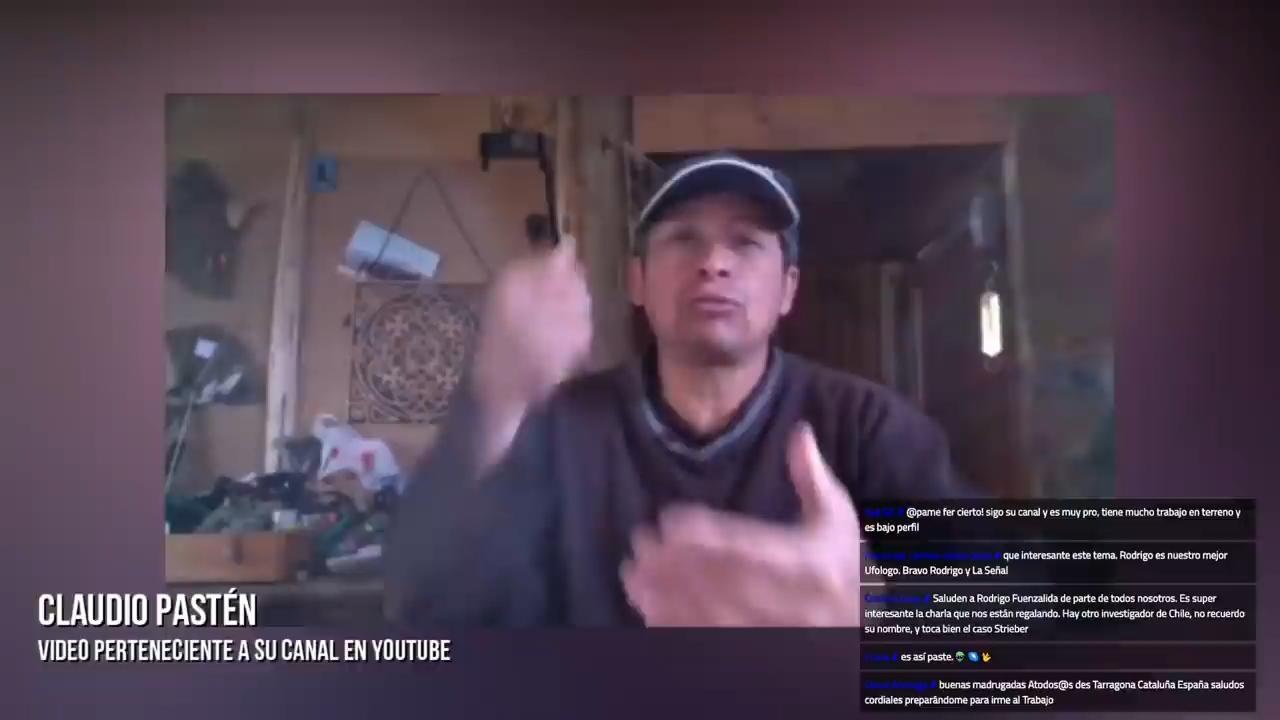 CLAUDIO PASTÉN
VIDEO PERTENECIENTE A SU CANAL EN YOUTUBE
@pame fer cierto! sigo su canal y es muy pro, tiene mucho trabajo en terreno y
es bajo perfil
que interesante este tema. Rodrigo es nuestro mejor
Ufologo. Bravo Rodrigo y La Señal
Saluden a Rodrigo Fuenzalida de parte de todos nosotros. Es super
interesante la charla que nos están regalando. Hay otro investigador de Chile, no recuerdo
su nombre, y toca bien el caso Strieber
es así paste. 👽 🌀 🖖
buenas madrugadas Atodos@s des Tarragona Cataluña España saludos
cordiales preparándome para irme al Trabajo